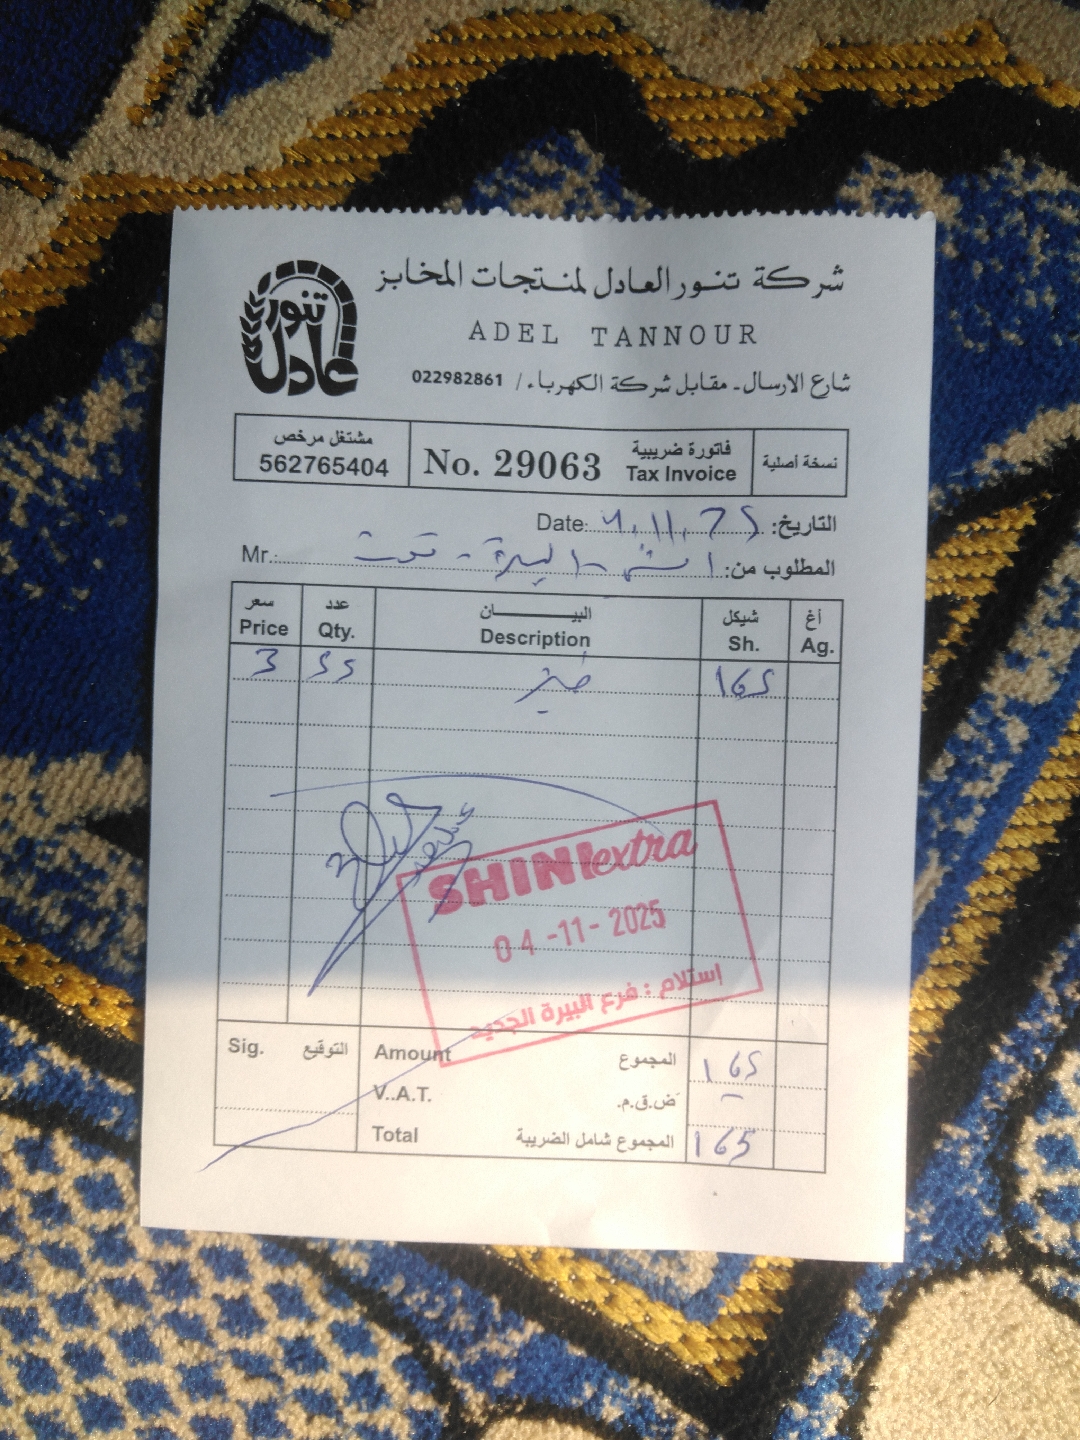 شركة تنور العادل لمنتجات المخابز
تنور
عادل
ADEL TANNOUR
شارع الارسال - مقابل شركة الكهرباء / 022982861
نسخة أصلية
فاتورة ضريبية
Tax Invoice
No. 29063
مشتغل مرخص
562765404
التاريخ:
Date:
المطلوب من:
Mr.:
سعر
Price
عدد
Qty.
البيـــــان
Description
شيكل
Sh.
أغ
Ag.
3 55 خبز 165
SHINI extra
04-11-2025
إستلام : فرع البيرة الجديد
Sig. التوقيع
Amount المجموع 165
V..A.T. ض.ق.م.
Total المجموع شامل الضريبة 165